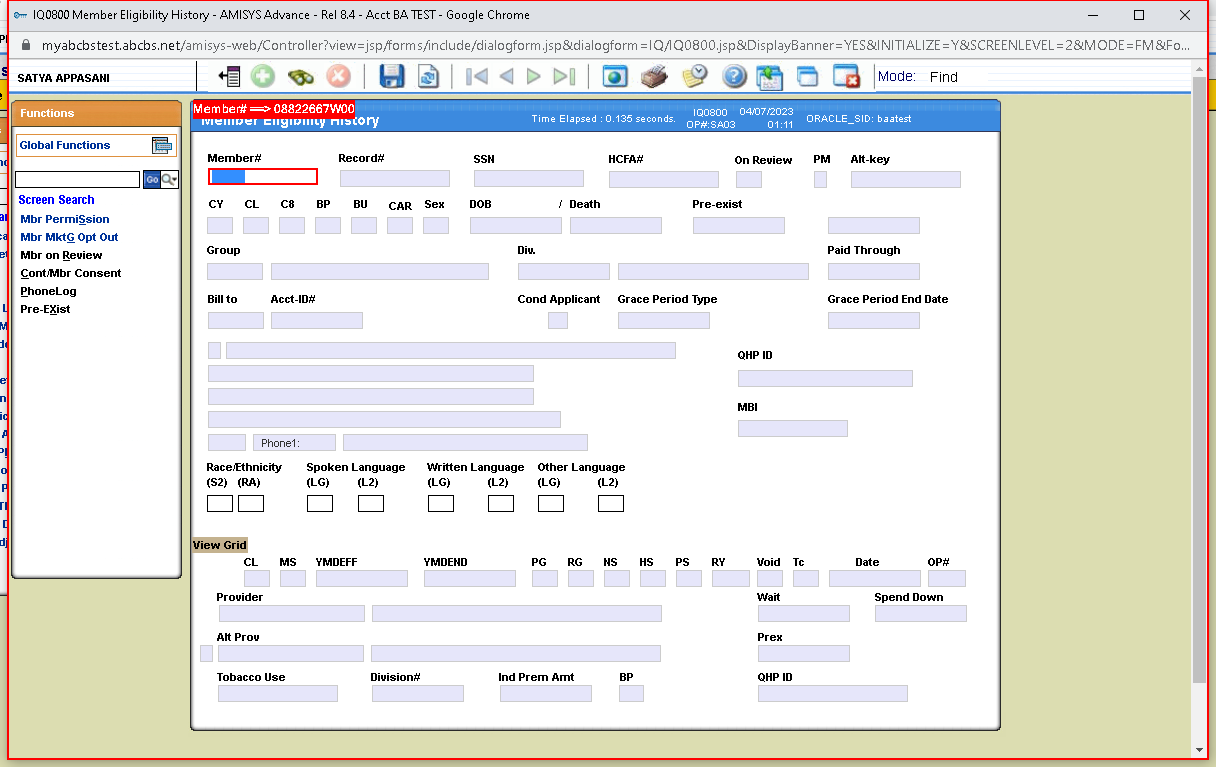 IQ0800 Member Eligibility History - AMISYS Advance - Rel 8.4 - Acct BA TEST - Google Chrome
myabcbstest.abcbs.net/amisys-web/Controller?view=jsp/forms/include/dialogform.jsp&dialogform=IQ/IQ0800.jsp&DisplayBanner=YES&INITIALIZE=Y&SCREENLEVEL=2&MODE=FM&Fo...
SATYA APPASANI
Mode: Find
Functions
Global Functions
Go
Screen Search
Mbr PermiSsion
Mbr MktG Opt Out
Mbr on Review
Cont/Mbr Consent
PhoneLog
Pre-EXist
Member# ==> 08822667W00
Member Eligibility History
Time Elapsed : 0.135 seconds.
IQ0800 04/07/2023
OP#:SA03 01:11
ORACLE_SID: baatest
Member# Record# SSN HCFA# On Review PM Alt-key
CY CL C8 BP BU CAR Sex DOB / Death Pre-exist
Group Div. Paid Through
Bill to Acct-ID# Cond Applicant Grace Period Type Grace Period End Date
QHP ID
MBI
Phone1:
Race/Ethnicity Spoken Language Written Language Other Language
(S2) (RA) (LG) (L2) (LG) (L2) (LG) (L2)
View Grid
CL MS YMDEFF YMDEND PG RG NS HS PS RY Void Tc Date OP#
Provider Wait Spend Down
Alt Prov Prex
Tobacco Use Division# Ind Prem Amt BP QHP ID